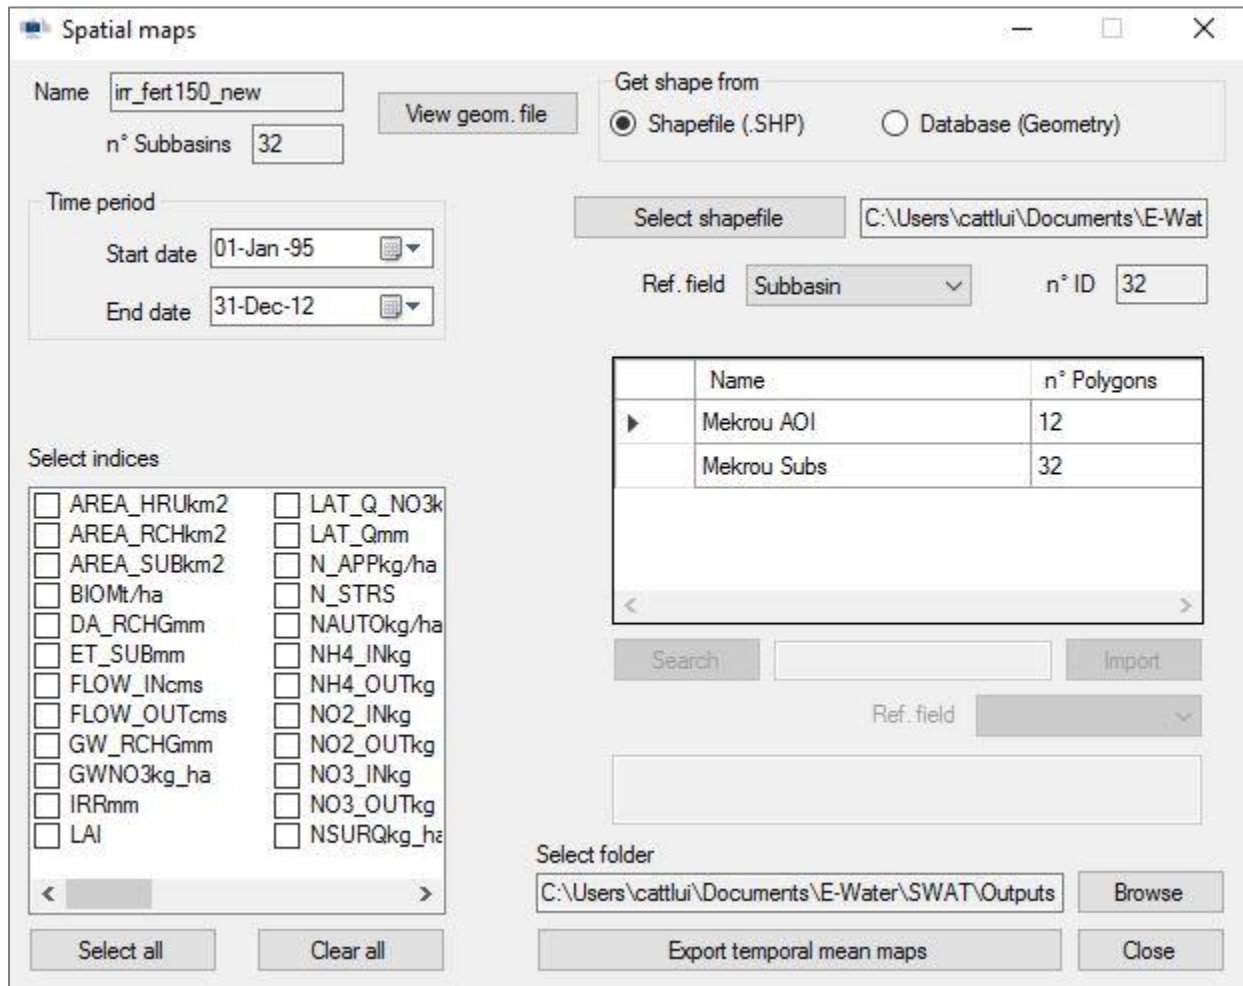 Spatial maps
Name irr_fert150_new
n° Subbasins 32
View geom. file
Get shape from
Shapefile (.SHP) Database (Geometry)
Time period
Start date 01-Jan -95
End date 31-Dec-12
Select shapefile C:\Users\cattlui\Documents\E-Wat
Ref. field Subbasin n° ID 32
Name n° Polygons
Mekrou AOI 12
Mekrou Subs 32
Select indices
AREA_HRUkm2 LAT_Q_NO3k
AREA_RCHkm2 LAT_Qmm
AREA_SUBkm2 N_APPkg/ha
BIOMt/ha N_STRS
DA_RCHGmm NAUTOkg/ha
ET_SUBmm NH4_INkg
FLOW_INcms NH4_OUTkg
FLOW_OUTcms NO2_INkg
GW_RCHGmm NO2_OUTkg
GWNO3kg_ha NO3_INkg
IRRmm NO3_OUTkg
LAI NSURQkg_ha
Select all Clear all
Search Import
Ref. field
Select folder
C:\Users\cattlui\Documents\E-Water\SWAT\Outputs Browse
Export temporal mean maps Close